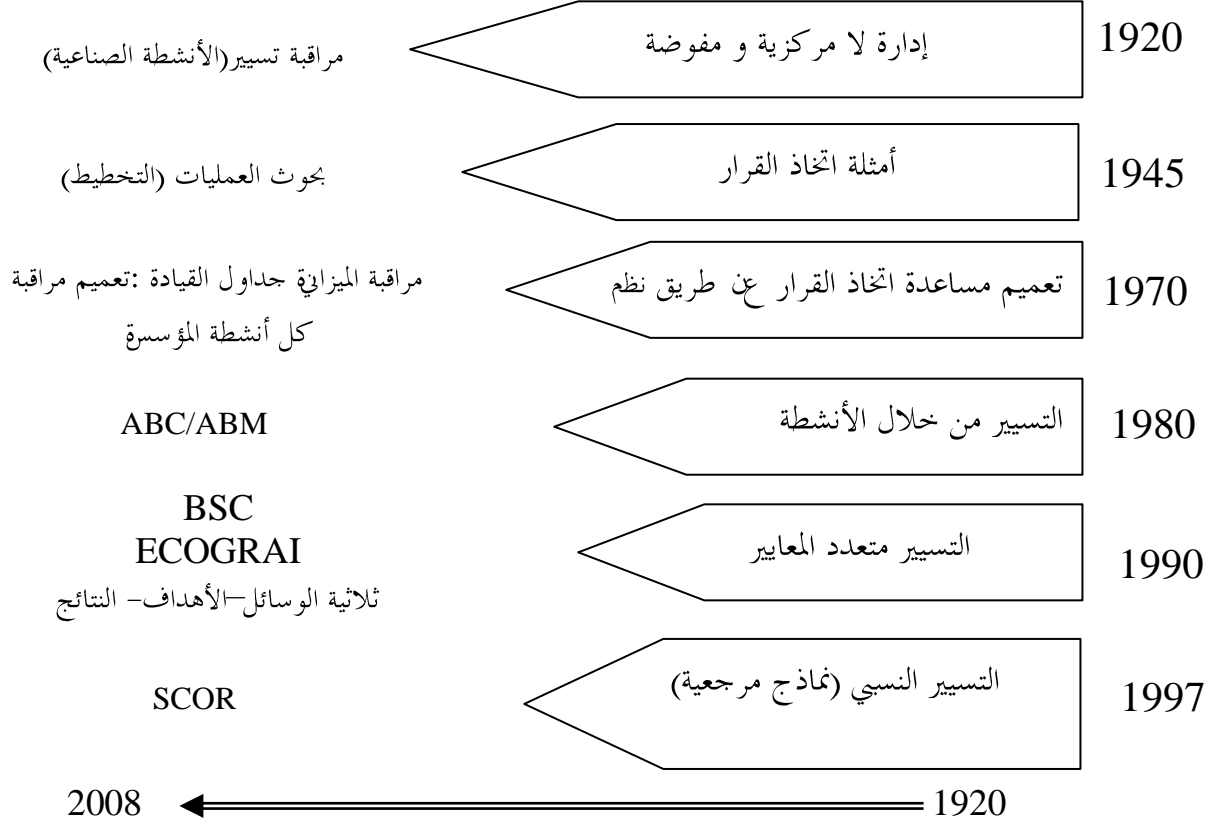 1920
إدارة لا مركزية و مفوضة
مراقبة تسيير(الأنشطة الصناعية)
1945
أمثلة اتخاذ القرار
بحوث العمليات (التخطيط)
1970
تعميم مساعدة اتخاذ القرار عن طريق نظم
مراقبة الميزانية جداول القيادة :تعميم مراقبة
كل أنشطة المؤسسة
1980
التسيير من خلال الأنشطة
ABC/ABM
1990
التسيير متعدد المعايير
BSC
ECOGRAI
ثلاثية الوسائل–الأهداف– النتائج
1997
التسيير النسبي (نماذج مرجعية)
SCOR
1920
2008